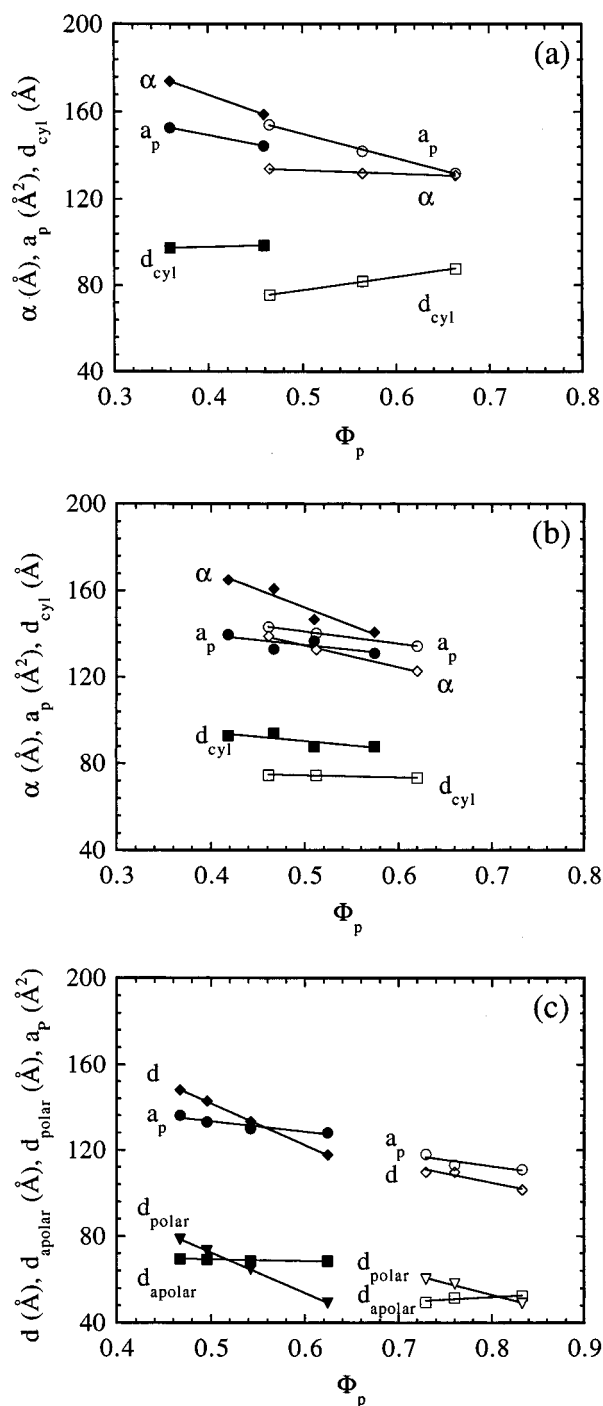 (a)
200
160
120
80
40
α (Å), a_p (Å²), d_cyl (Å)
α
a_p
d_cyl
a_p
α
d_cyl
0.3 0.4 0.5 0.6 0.7 0.8
Φ_p
(b)
200
160
120
80
40
α (Å), a_p (Å²), d_cyl (Å)
α
a_p
d_cyl
a_p
α
d_cyl
0.3 0.4 0.5 0.6 0.7 0.8
Φ_p
(c)
200
160
120
80
40
d (Å), d_apolar (Å), d_polar (Å), a_p (Å²)
d
a_p
d_polar
d_apolar
a_p
d
d_polar
d_apolar
0.4 0.5 0.6 0.7 0.8 0.9
Φ_p